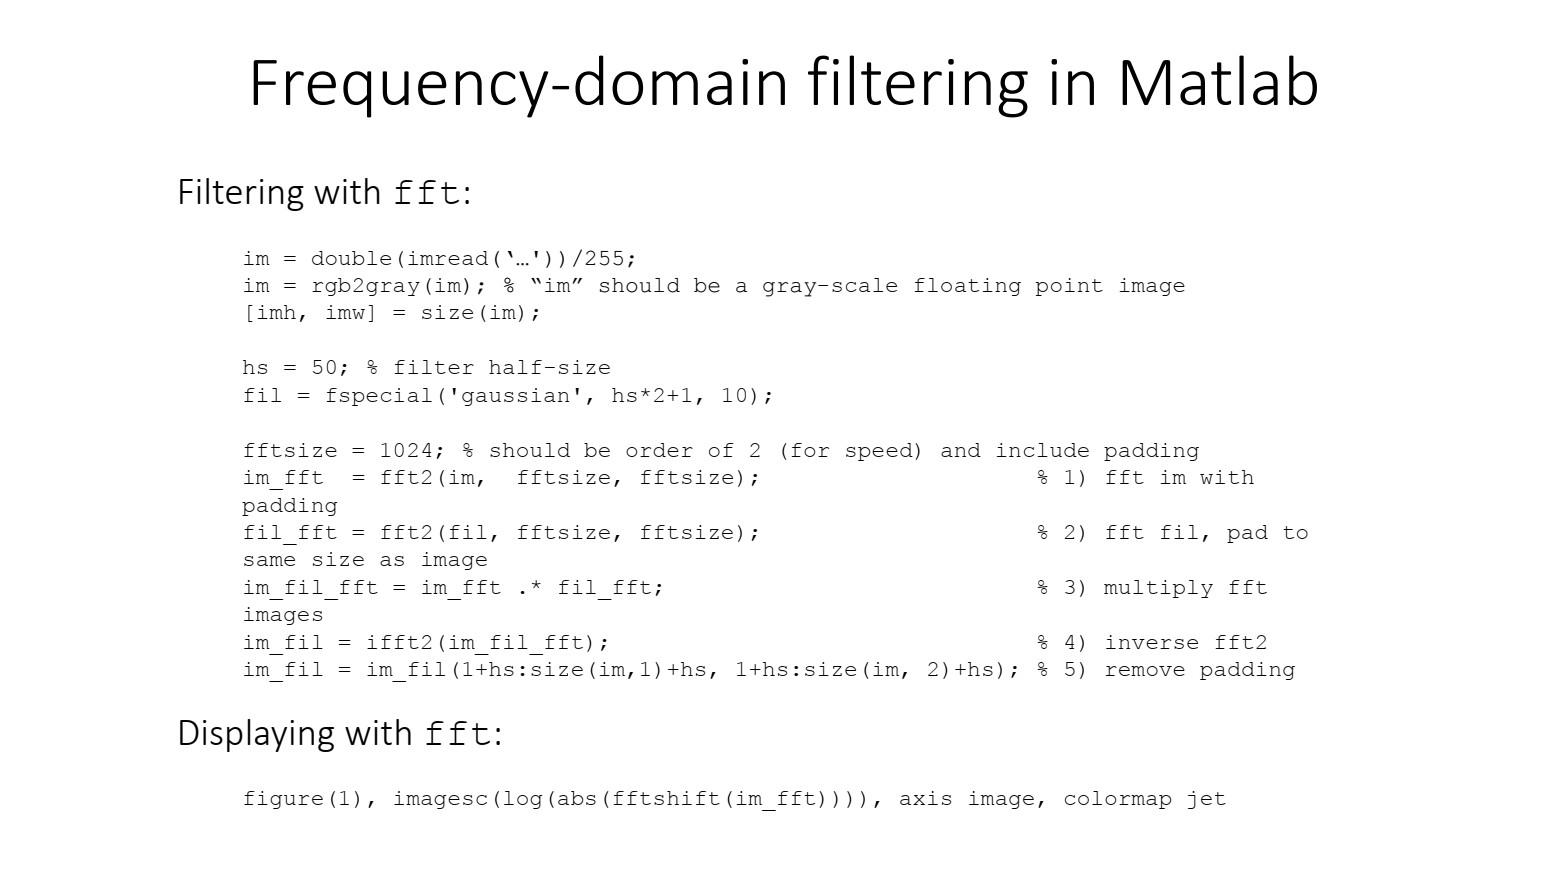 Frequency-domain filtering in Matlab
Filtering with fft:
im = double(imread(‘…'))/255;
im = rgb2gray(im); % “im” should be a gray-scale floating point image
[imh, imw] = size(im);
hs = 50; % filter half-size
fil = fspecial('gaussian', hs*2+1, 10);
fftsize = 1024; % should be order of 2 (for speed) and include padding
im_fft  = fft2(im,  fftsize, fftsize);                    % 1) fft im with
padding
fil_fft = fft2(fil, fftsize, fftsize);                    % 2) fft fil, pad to
same size as image
im_fil_fft = im_fft .* fil_fft;                           % 3) multiply fft
images
im_fil = ifft2(im_fil_fft);                               % 4) inverse fft2
im_fil = im_fil(1+hs:size(im,1)+hs, 1+hs:size(im, 2)+hs); % 5) remove padding
Displaying with fft:
figure(1), imagesc(log(abs(fftshift(im_fft)))), axis image, colormap jet